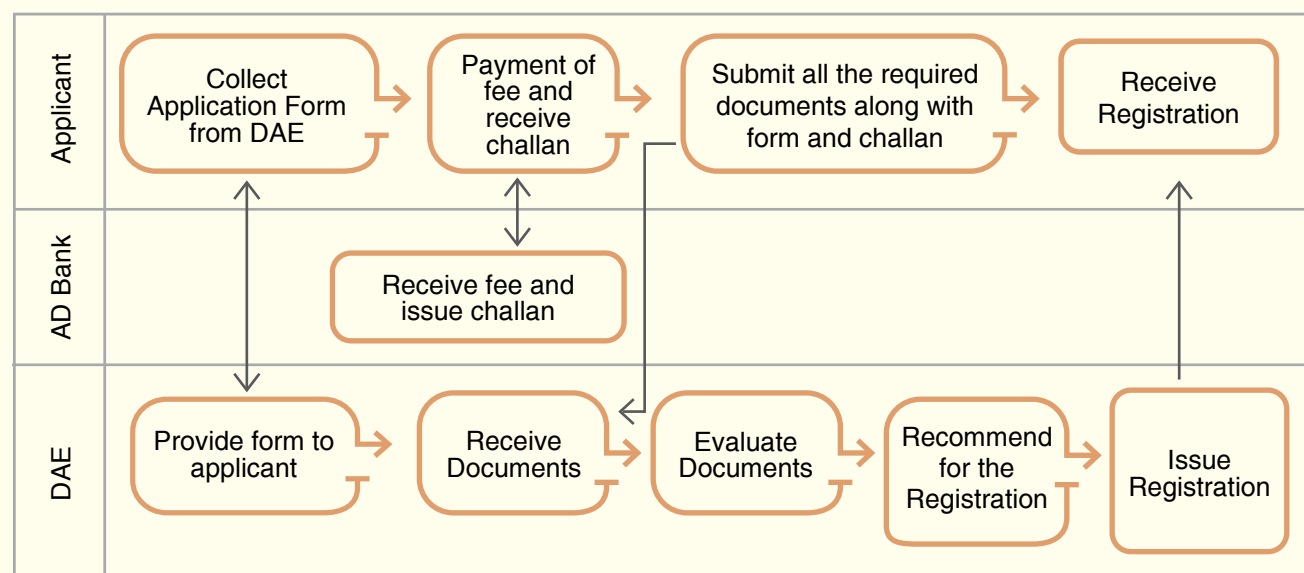 Applicant
Collect
Application Form
from DAE
Payment of
fee and
receive
challan
Submit all the required
documents along with
form and challan
Receive
Registration
AD Bank
Receive fee and
issue challan
DAE
Provide form to
applicant
Receive
Documents
Evaluate
Documents
Recommend
for the
Registration
Issue
Registration